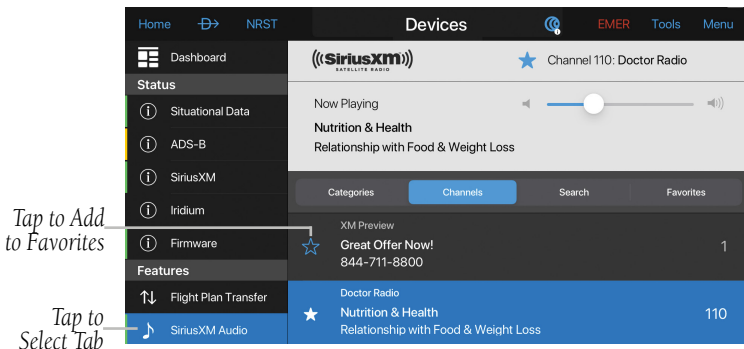 Home D NRST Devices EMER Tools Menu
Dashboard
Status
Situational Data
ADS-B
SiriusXM
Iridium
Firmware
Features
Flight Plan Transfer
SiriusXM Audio
Tap to Add
to Favorites
Tap to
Select Tab
((SiriusXM))
SATELLITE RADIO
Channel 110: Doctor Radio
Now Playing
Nutrition & Health
Relationship with Food & Weight Loss
Categories Channels Search Favorites
XM Preview
Great Offer Now! 1
844-711-8800
Doctor Radio
Nutrition & Health 110
Relationship with Food & Weight Loss